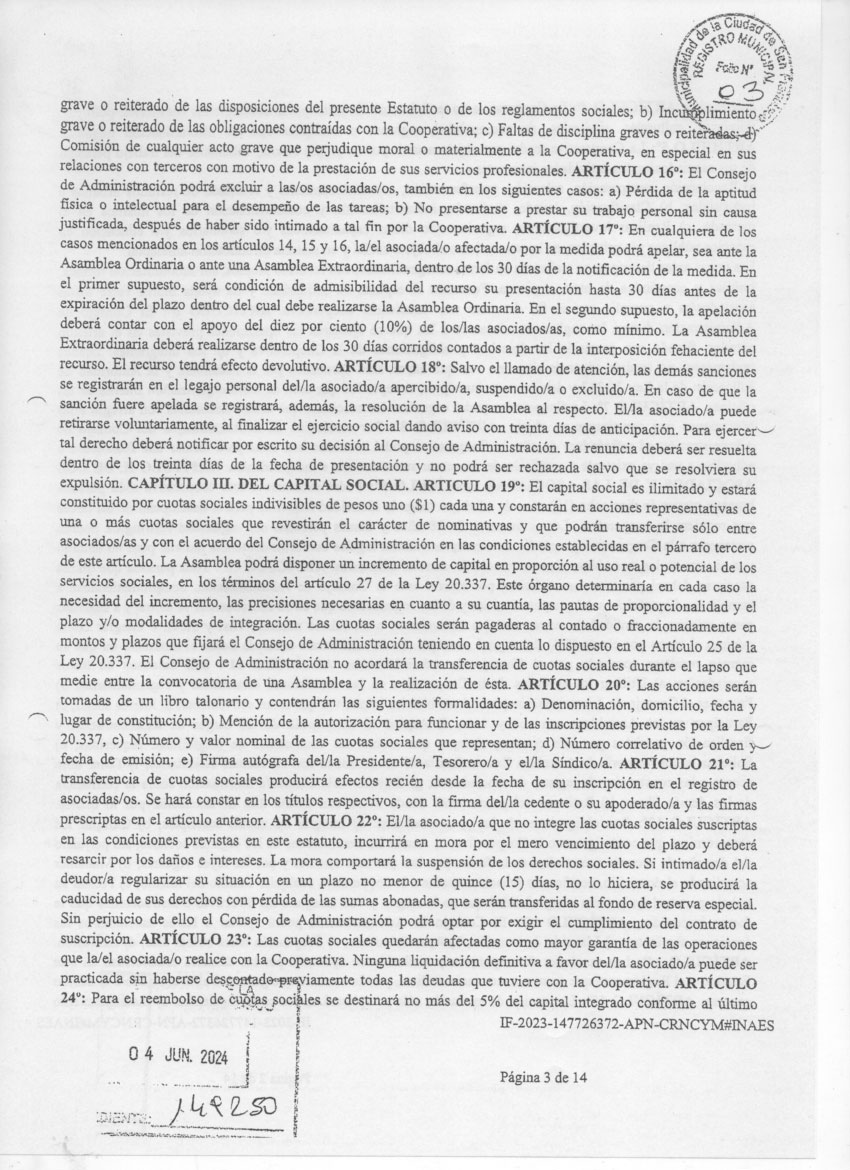 Municipalidad de la Ciudad de San
REGISTRO MUNICIPAL
Folio Nº
03
grave o reiterado de las disposiciones del presente Estatuto o de los reglamentos sociales; b) Incumplimiento
grave o reiterado de las obligaciones contraídas con la Cooperativa; c) Faltas de disciplina graves o reiteradas; d)
Comisión de cualquier acto grave que perjudique moral o materialmente a la Cooperativa, en especial en sus
relaciones con terceros con motivo de la prestación de sus servicios profesionales. ARTÍCULO 16º: El Consejo
de Administración podrá excluir a las/os asociadas/os, también en los siguientes casos: a) Pérdida de la aptitud
física o intelectual para el desempeño de las tareas; b) No presentarse a prestar su trabajo personal sin causa
justificada, después de haber sido intimado a tal fin por la Cooperativa. ARTÍCULO 17º: En cualquiera de los
casos mencionados en los artículos 14, 15 y 16, la/el asociada/o afectada/o por la medida podrá apelar, sea ante la
Asamblea Ordinaria o ante una Asamblea Extraordinaria, dentro de los 30 días de la notificación de la medida. En
el primer supuesto, será condición de admisibilidad del recurso su presentación hasta 30 días antes de la
expiración del plazo dentro del cual debe realizarse la Asamblea Ordinaria. En el segundo supuesto, la apelación
deberá contar con el apoyo del diez por ciento (10%) de los/las asociados/as, como mínimo. La Asamblea
Extraordinaria deberá realizarse dentro de los 30 días corridos contados a partir de la interposición fehaciente del
recurso. El recurso tendrá efecto devolutivo. ARTÍCULO 18º: Salvo el llamado de atención, las demás sanciones
se registrarán en el legajo personal del/la asociado/a apercibido/a, suspendido/a o excluido/a. En caso de que la
sanción fuere apelada se registrará, además, la resolución de la Asamblea al respecto. El/la asociado/a puede
retirarse voluntariamente, al finalizar el ejercicio social dando aviso con treinta días de anticipación. Para ejercer
tal derecho deberá notificar por escrito su decisión al Consejo de Administración. La renuncia deberá ser resuelta
dentro de los treinta días de la fecha de presentación y no podrá ser rechazada salvo que se resolviera su
expulsión. CAPÍTULO III. DEL CAPITAL SOCIAL. ARTICULO 19º: El capital social es ilimitado y estará
constituido por cuotas sociales indivisibles de pesos uno ($1) cada una y constarán en acciones representativas de
una o más cuotas sociales que revestirán el carácter de nominativas y que podrán transferirse sólo entre
asociados/as y con el acuerdo del Consejo de Administración en las condiciones establecidas en el párrafo tercero
de este artículo. La Asamblea podrá disponer un incremento de capital en proporción al uso real o potencial de los
servicios sociales, en los términos del artículo 27 de la Ley 20.337. Este órgano determinaría en cada caso la
necesidad del incremento, las precisiones necesarias en cuanto a su cuantía, las pautas de proporcionalidad y el
plazo y/o modalidades de integración. Las cuotas sociales serán pagaderas al contado o fraccionadamente en
montos y plazos que fijará el Consejo de Administración teniendo en cuenta lo dispuesto en el Artículo 25 de la
Ley 20.337. El Consejo de Administración no acordará la transferencia de cuotas sociales durante el lapso que
medie entre la convocatoria de una Asamblea y la realización de ésta. ARTÍCULO 20º: Las acciones serán
tomadas de un libro talonario y contendrán las siguientes formalidades: a) Denominación, domicilio, fecha y
lugar de constitución; b) Mención de la autorización para funcionar y de las inscripciones previstas por la Ley
20.337, c) Número y valor nominal de las cuotas sociales que representan; d) Número correlativo de orden y
fecha de emisión; e) Firma autógrafa del/la Presidente/a, Tesorero/a y el/la Síndico/a. ARTÍCULO 21º: La
transferencia de cuotas sociales producirá efectos recién desde la fecha de su inscripción en el registro de
asociadas/os. Se hará constar en los títulos respectivos, con la firma del/la cedente o su apoderado/a y las firmas
prescriptas en el artículo anterior. ARTÍCULO 22º: El/la asociado/a que no integre las cuotas sociales suscriptas
en las condiciones previstas en este estatuto, incurrirá en mora por el mero vencimiento del plazo y deberá
resarcir por los daños e intereses. La mora comportará la suspensión de los derechos sociales. Si intimado/a el/la
deudor/a regularizar su situación en un plazo no menor de quince (15) días, no lo hiciera, se producirá la
caducidad de sus derechos con pérdida de las sumas abonadas, que serán transferidas al fondo de reserva especial.
Sin perjuicio de ello el Consejo de Administración podrá optar por exigir el cumplimiento del contrato de
suscripción. ARTÍCULO 23º: Las cuotas sociales quedarán afectadas como mayor garantía de las operaciones
que la/el asociada/o realice con la Cooperativa. Ninguna liquidación definitiva a favor del/la asociado/a puede ser
practicada sin haberse descontado previamente todas las deudas que tuviere con la Cooperativa. ARTÍCULO
24º: Para el reembolso de cuotas sociales se destinará no más del 5% del capital integrado conforme al último
IF-2023-147726372-APN-CRNCYM#INAES
04 JUN. 2024
Página 3 de 14
149250